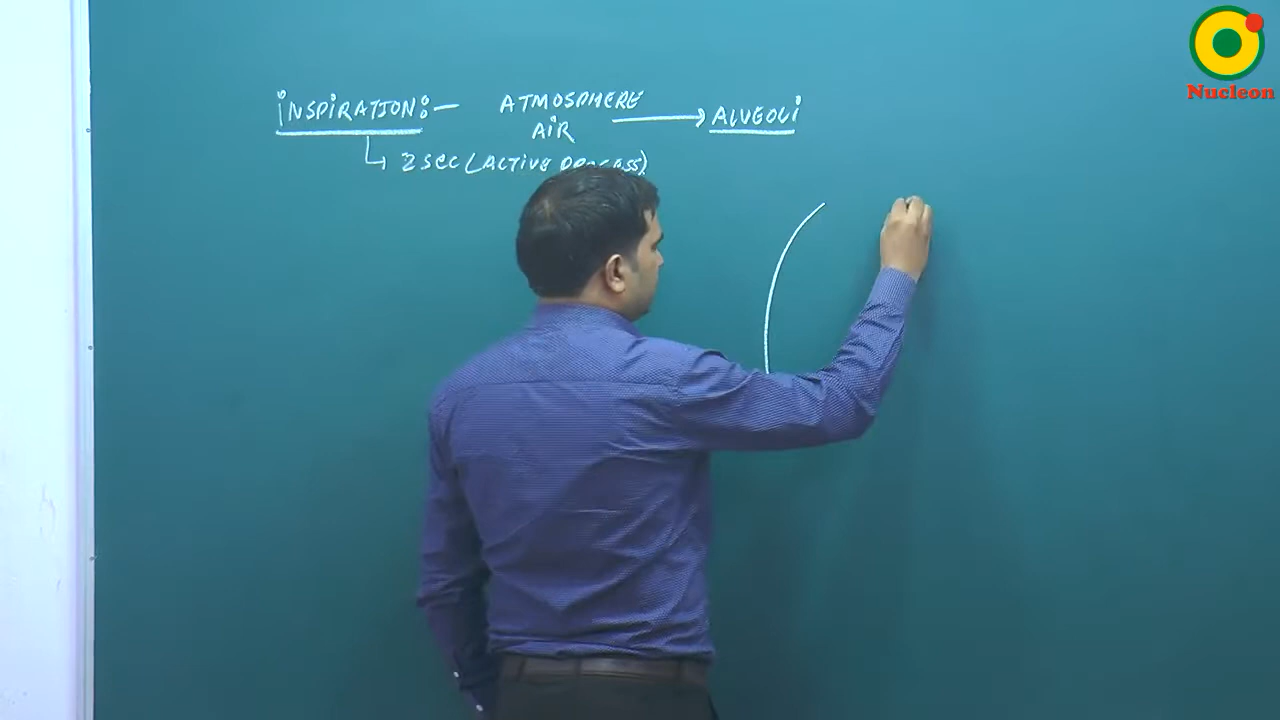 INSPIRATION:- ATMOSPHERE AIR → ALVEOLI
↳ 2 SEC (ACTIVE PROCESS)
Nucleon